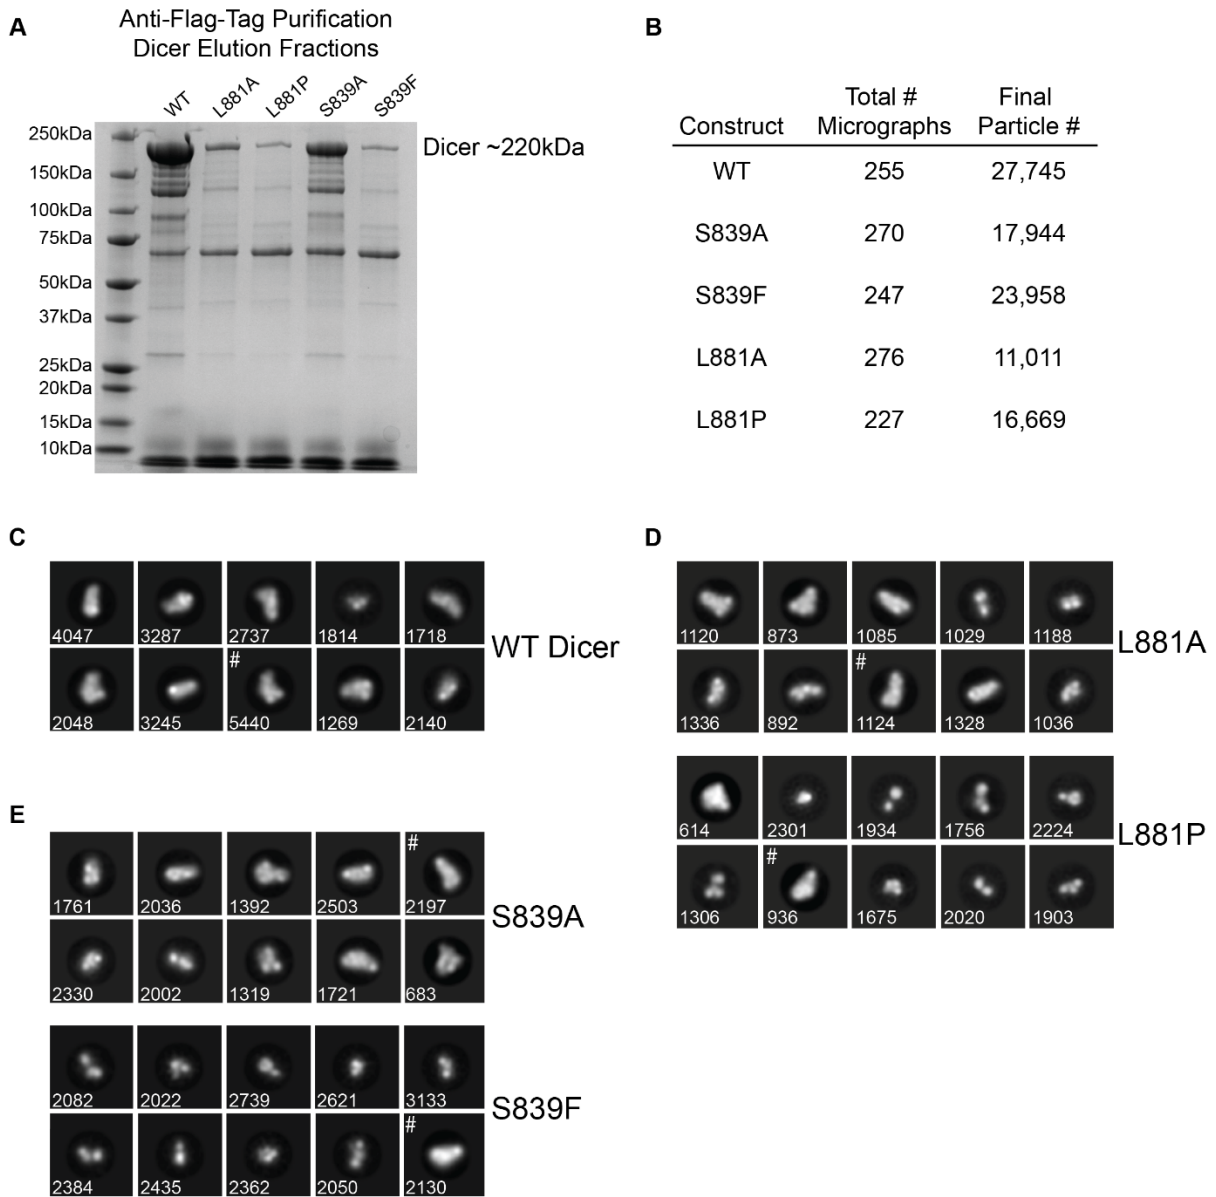 A
Anti-Flag-Tag Purification
Dicer Elution Fractions
WT
L881A
L881P
S839A
S839F
250kDa
150kDa
100kDa
75kDa
50kDa
37kDa
25kDa
20kDa
15kDa
10kDa
Dicer ~220kDa
B
Construct Total # Micrographs Final Particle #
WT 255 27,745
S839A 270 17,944
S839F 247 23,958
L881A 276 11,011
L881P 227 16,669
C
4047 3287 2737 1814 1718
#
2048 3245 5440 1269 2140
WT Dicer
D
1120 873 1085 1029 1188
#
1336 892 1124 1328 1036
L881A
614 2301 1934 1756 2224
#
1306 936 1675 2020 1903
L881P
E
#
1761 2036 1392 2503 2197
2330 2002 1319 1721 683
S839A
2082 2022 2739 2621 3133
#
2384 2435 2362 2050 2130
S839F